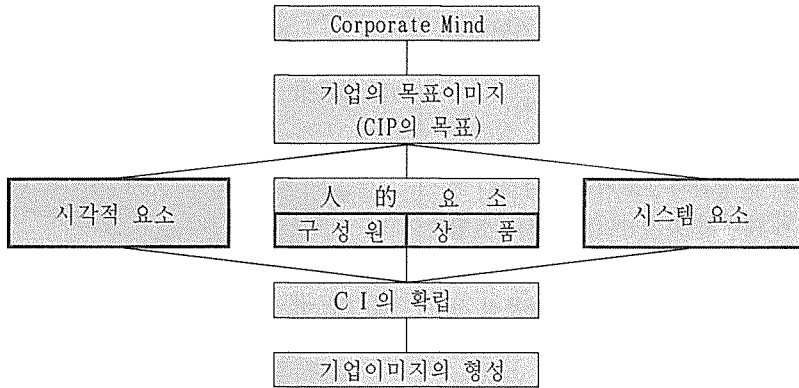 Corporate Mind
기업의 목표이미지
(CIP의 목표)
시각적 요소
人 的 요 소
구성원 상 품
시스템 요소
C I 의 확립
기업이미지의 형성